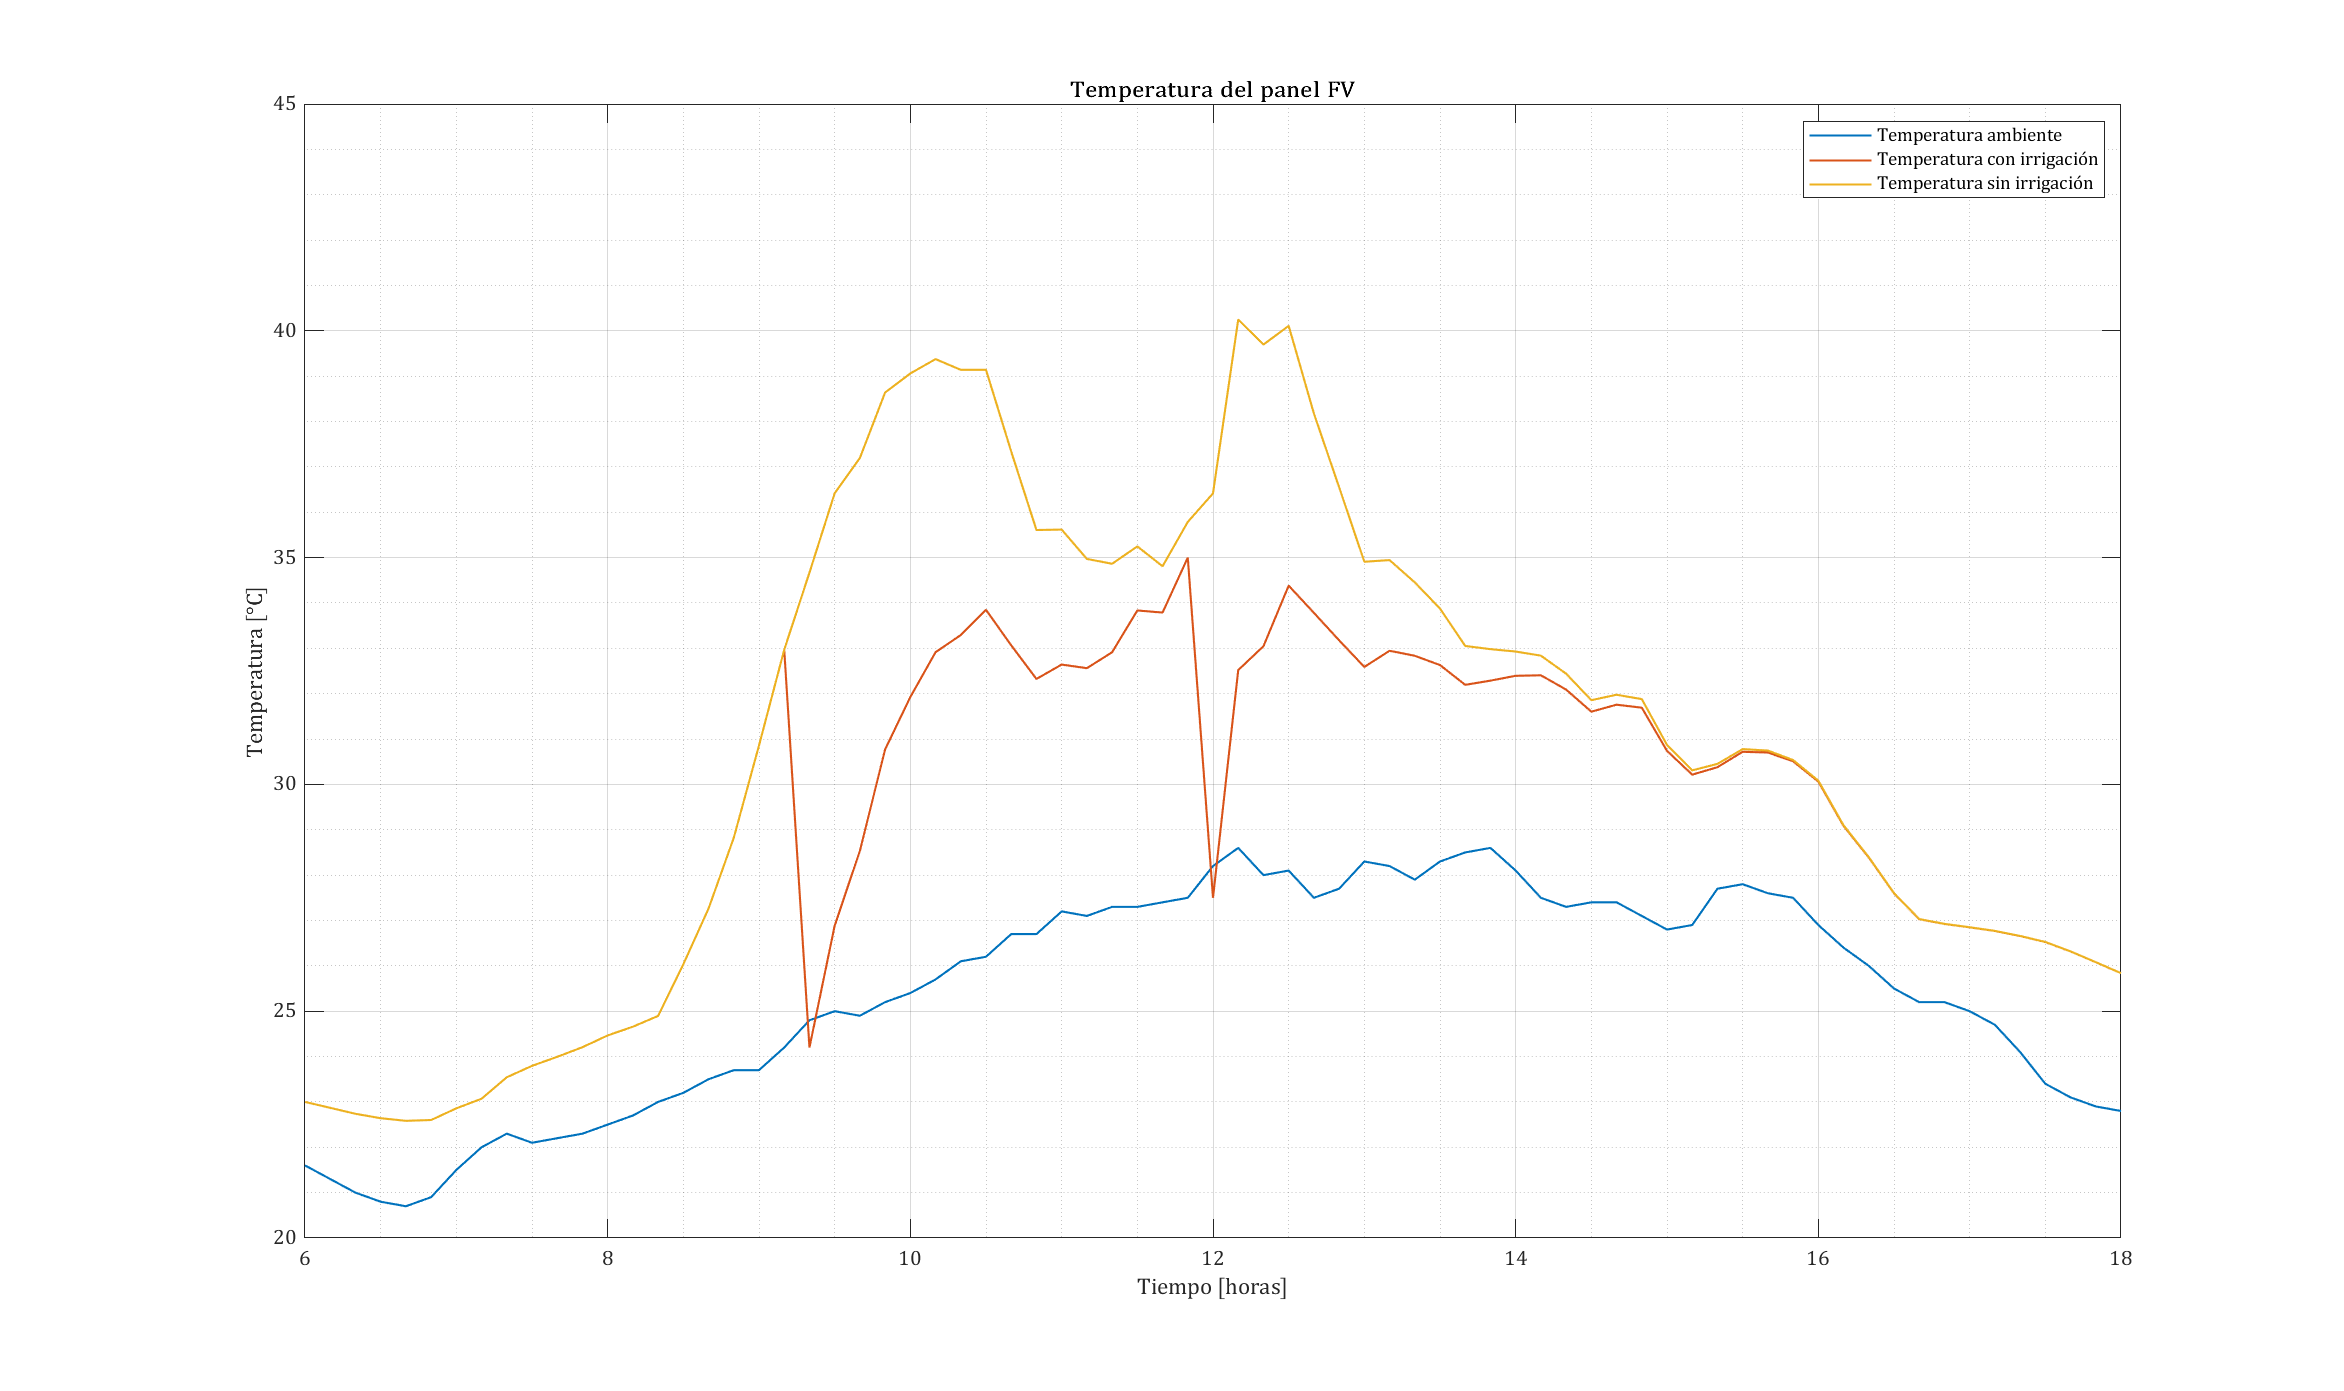 Temperatura del panel FV
45
40
35
30
25
20
Temperatura [°C]
Temperatura ambiente
Temperatura con irrigación
Temperatura sin irrigación
6 8 10 12 14 16 18
Tiempo [horas]